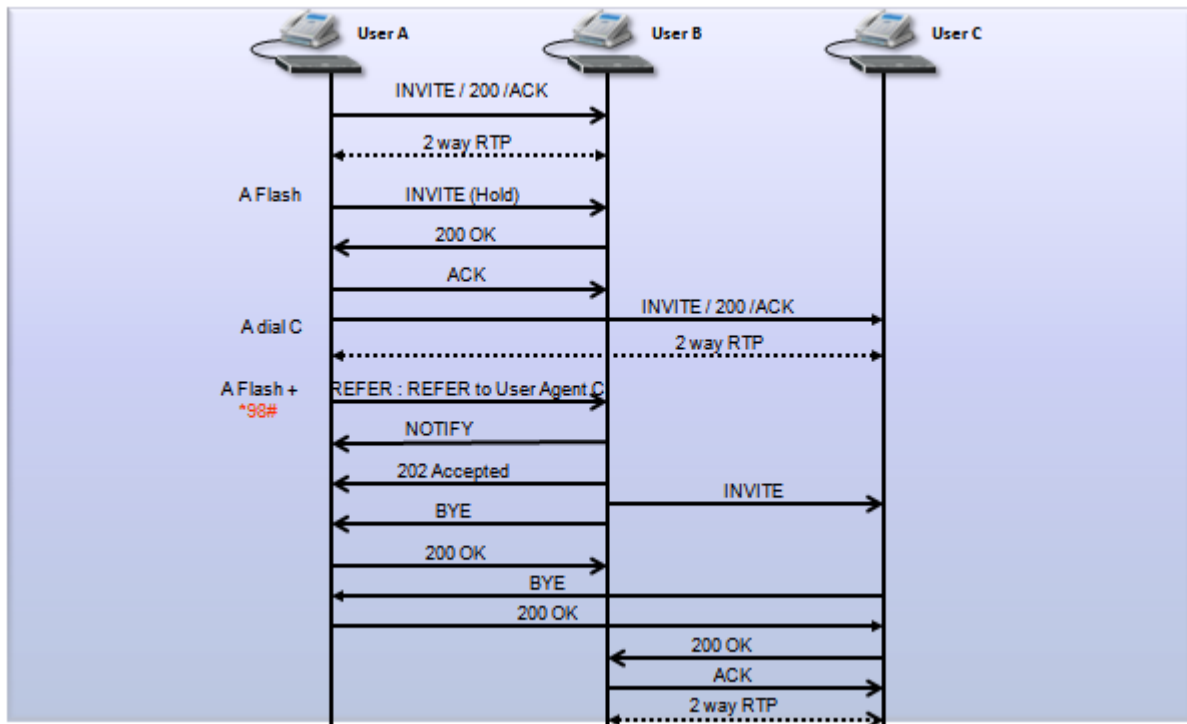 User A
User B
User C
INVITE / 200 /ACK
2 way RTP
A Flash
INVITE (Hold)
200 OK
ACK
INVITE / 200 /ACK
A dial C
2 way RTP
A Flash +
*98#
REFER : REFER to User Agent C
NOTIFY
202 Accepted
INVITE
BYE
200 OK
BYE
200 OK
200 OK
ACK
2 way RTP